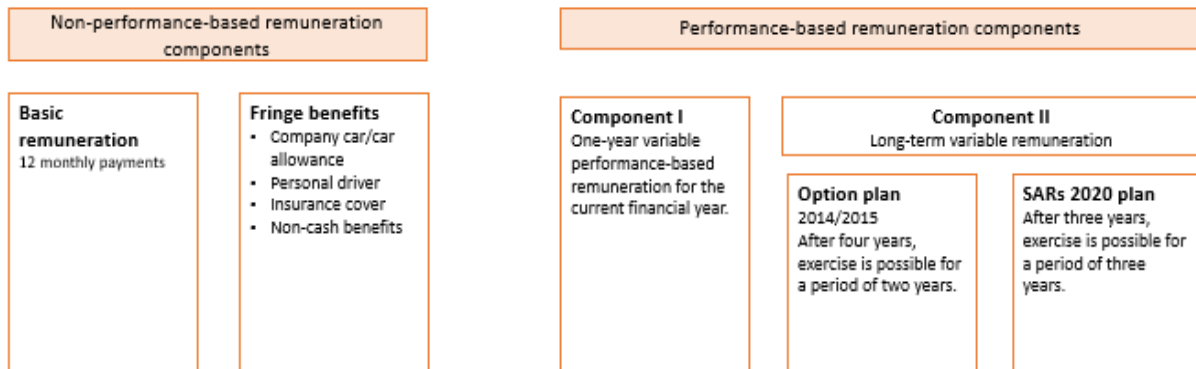 Non-performance-based remuneration
components
Performance-based remuneration components
Basic
remuneration
12 monthly payments
Fringe benefits
▪ Company car/car
allowance
▪ Personal driver
▪ Insurance cover
▪ Non-cash benefits
Component I
One-year variable
performance-based
remuneration for the
current financial year.
Component II
Long-term variable remuneration
Option plan
2014/2015
After four years,
exercise is possible for
a period of two years.
SARs 2020 plan
After three years,
exercise is possible for
a period of three
years.